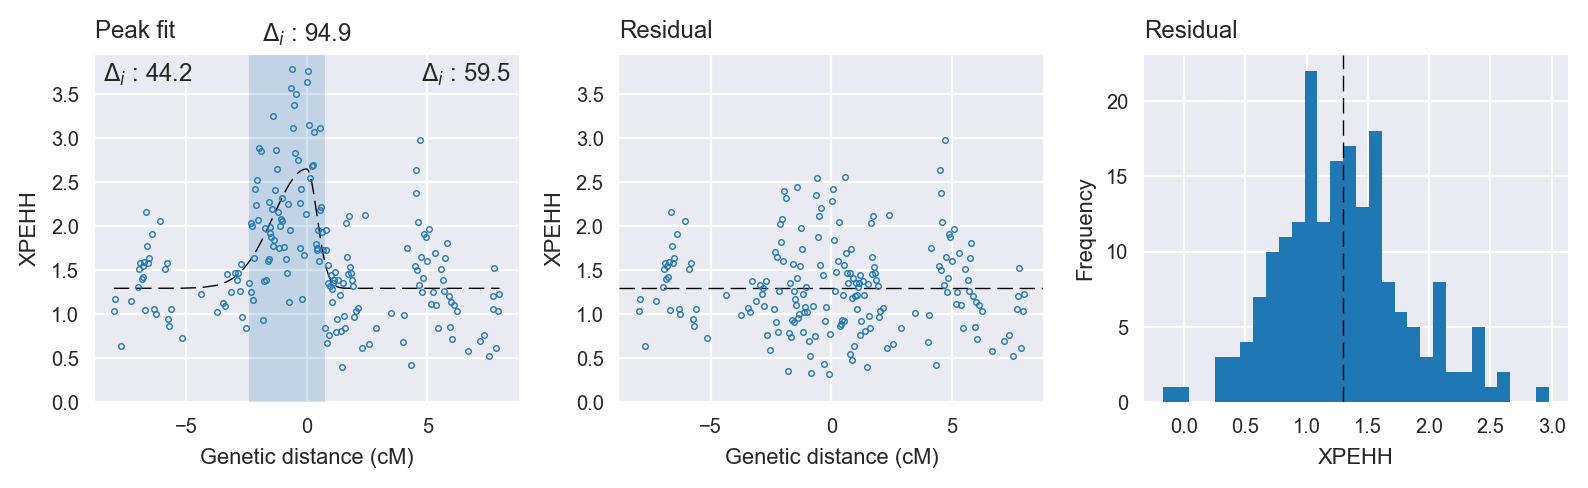 Peak fit
Δi : 94.9
Δi : 44.2
Δi : 59.5
3.5
3.0
2.5
2.0
1.5
1.0
0.5
0.0
XPEHH
−5
0
5
Genetic distance (cM)
Residual
3.5
3.0
2.5
2.0
1.5
1.0
0.5
0.0
XPEHH
−5
0
5
Genetic distance (cM)
Residual
20
15
10
5
0
Frequency
0.0
0.5
1.0
1.5
2.0
2.5
3.0
XPEHH